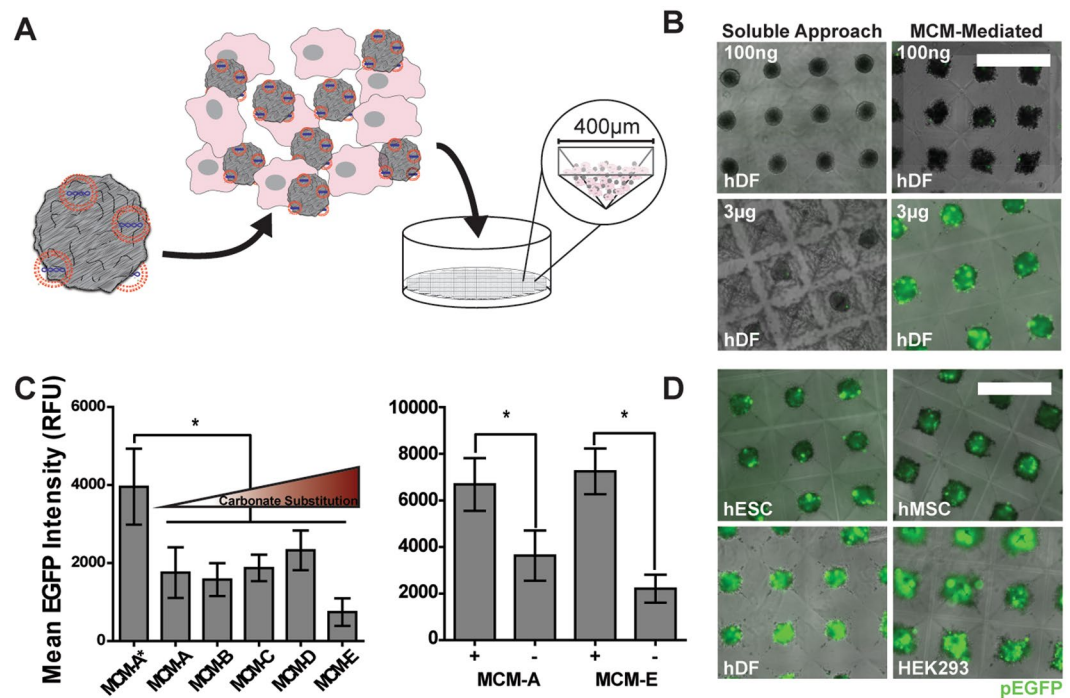 A
400µm
B
Soluble Approach
MCM-Mediated
100ng
100ng
hDF
hDF
3µg
3µg
hDF
hDF
C
Mean EGFP Intensity (RFU)
6000
4000
2000
0
*
Carbonate Substitution
MCM-A*
MCM-A
MCM-B
MCM-C
MCM-D
MCM-E
10000
8000
6000
4000
2000
0
*
*
+ - + -
MCM-A MCM-E
D
hESC
hMSC
hDF
HEK293
pEGFP